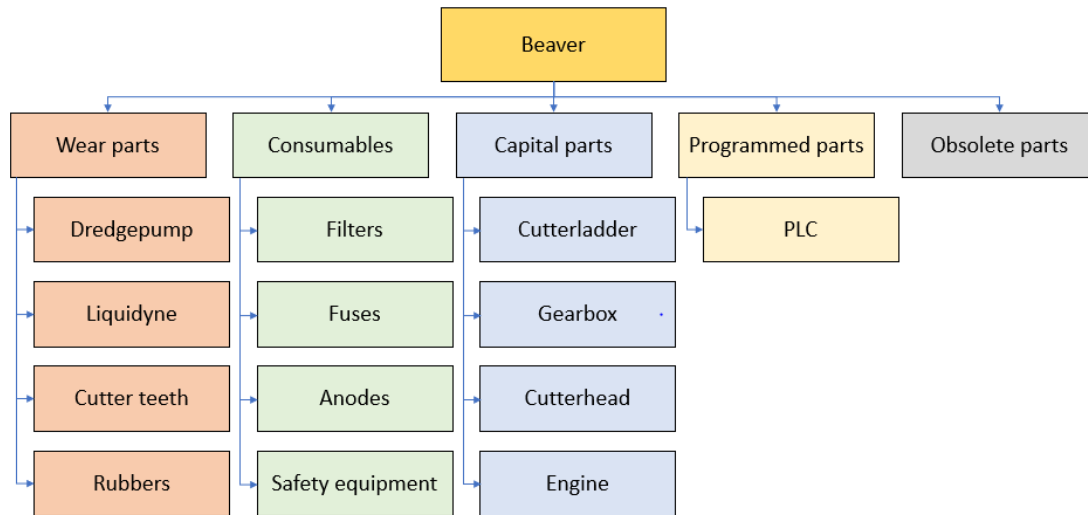 Beaver
Wear parts
Consumables
Capital parts
Programmed parts
Obsolete parts
Dredgepump
Filters
Cutterladder
PLC
Liquidyne
Fuses
Gearbox
Cutter teeth
Anodes
Cutterhead
Rubbers
Safety equipment
Engine